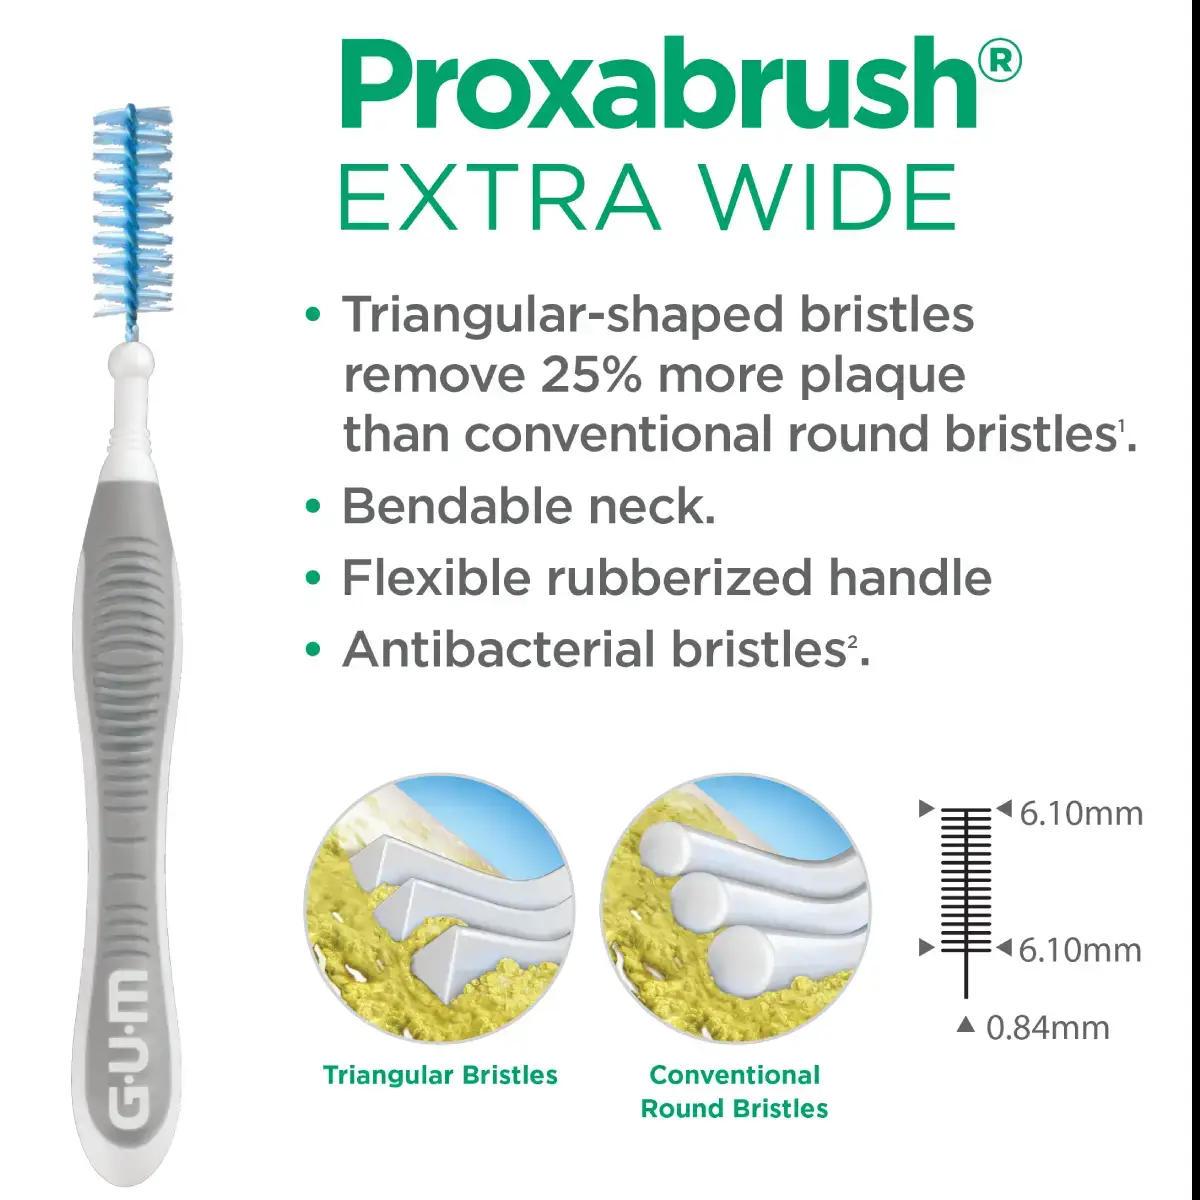 Proxabrush®
EXTRA WIDE
• Triangular-shaped bristles
remove 25% more plaque
than conventional round bristles¹.
• Bendable neck.
• Flexible rubberized handle
• Antibacterial bristles².
G·U·M
Triangular Bristles
Conventional
Round Bristles
6.10mm
6.10mm
0.84mm